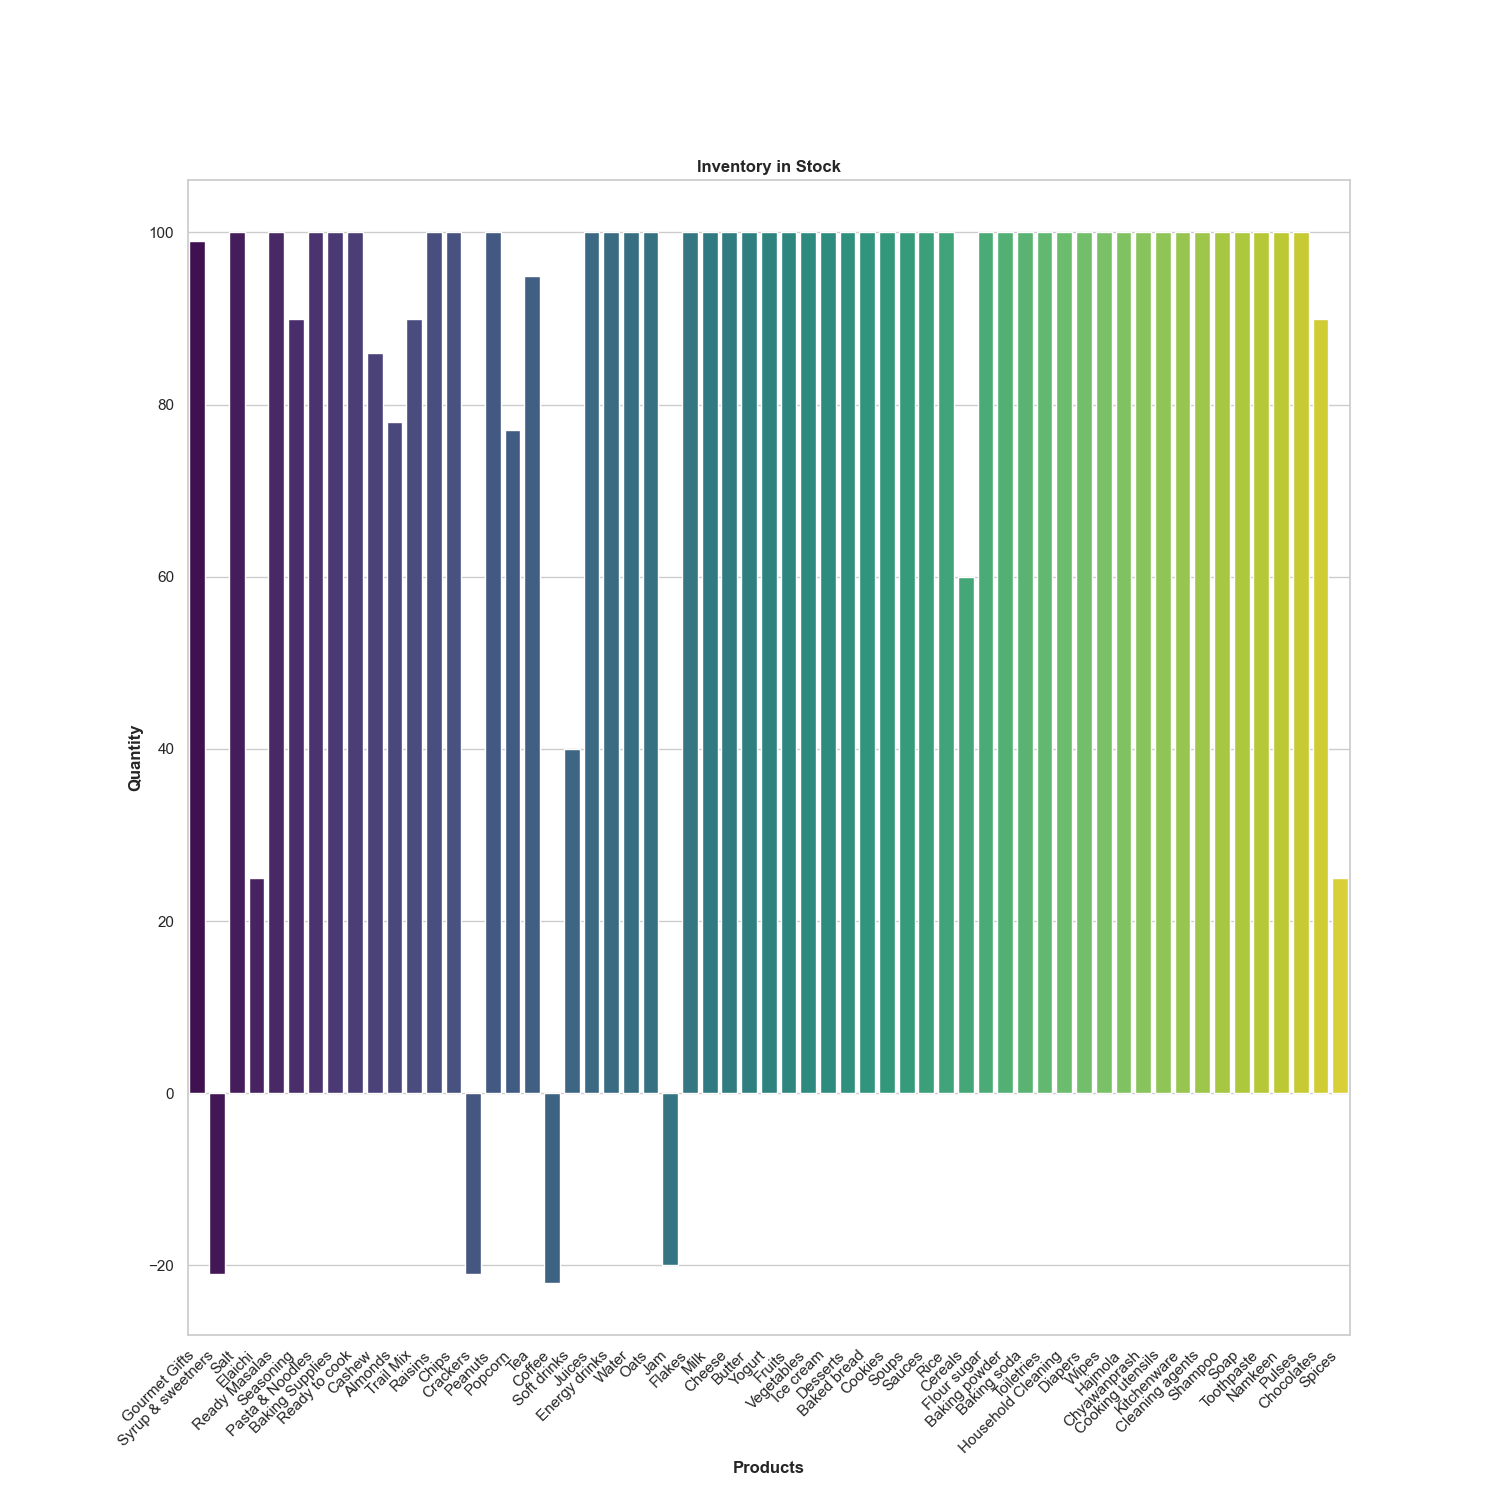 Inventory in Stock
Quantity
100
80
60
40
20
0
−20
Gourmet Gifts
Syrup & sweetners
Salt
Elaichi
Ready Masalas
Seasoning
Pasta & Noodles
Baking Supplies
Ready to cook
Cashew
Almonds
Trail Mix
Raisins
Chips
Crackers
Peanuts
Popcorn
Tea
Coffee
Soft drinks
Juices
Energy drinks
Water
Oats
Jam
Flakes
Milk
Cheese
Butter
Yogurt
Fruits
Vegetables
Ice cream
Desserts
Baked bread
Cookies
Soups
Sauces
Rice
Cereals
Flour sugar
Baking powder
Baking soda
Toiletries
Household Cleaning
Diapers
Wipes
Hajmola
Chyawanprash
Cooking utensils
Kitchenware
Cleaning agents
Shampoo
Soap
Toothpaste
Namkeen
Pulses
Chocolates
Spices
Products